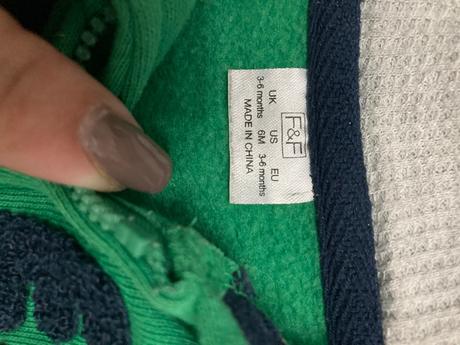 F&F
UK US EU
3-6 months 6M 3-6 months
MADE IN CHINA